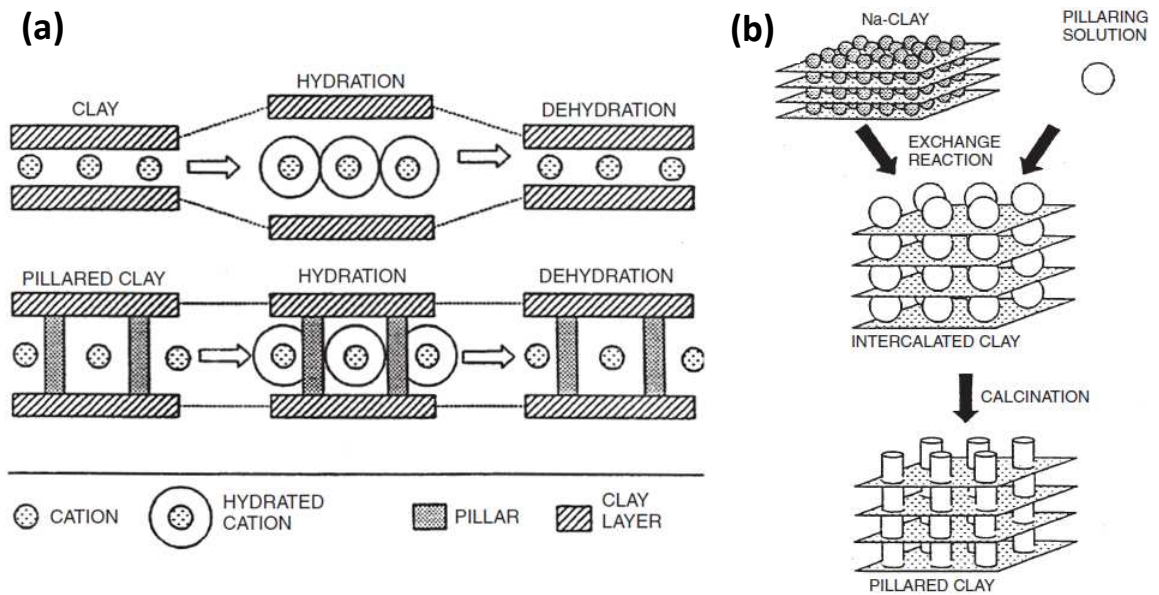 (a)
CLAY
HYDRATION
DEHYDRATION
PILLARED CLAY
HYDRATION
DEHYDRATION
CATION
HYDRATED
CATION
PILLAR
CLAY
LAYER
(b)
Na-CLAY
PILLARING
SOLUTION
EXCHANGE
REACTION
INTERCALATED CLAY
CALCINATION
PILLARED CLAY